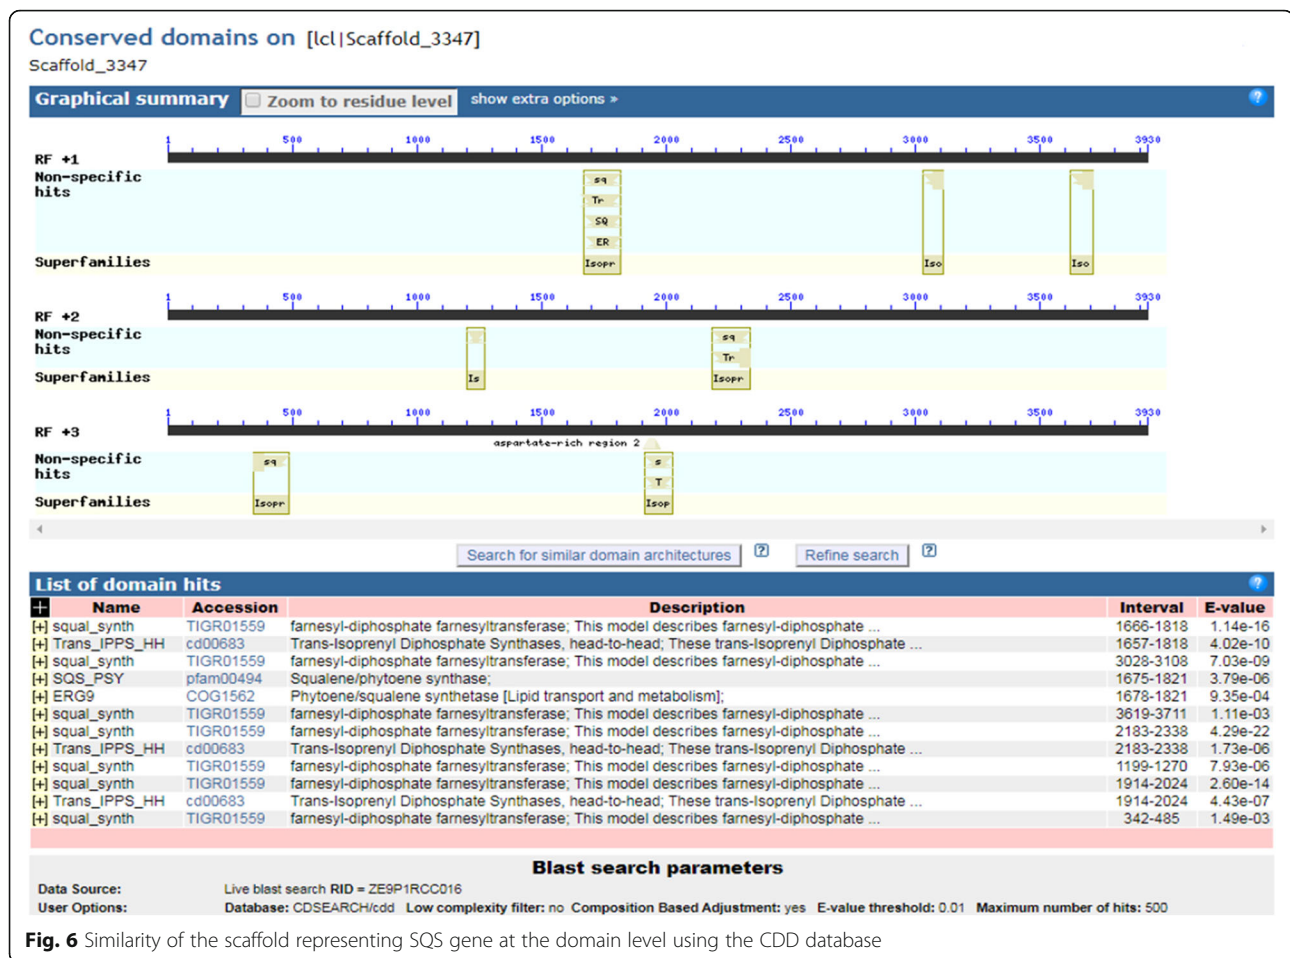 Conserved domains on [lcl|Scaffold_3347]
Scaffold_3347
Graphical summary Zoom to residue level show extra options » ?
1 500 1000 1500 2000 2500 3000 3500 3930
RF +1
Non-specific hits
sq
Tr
SQ
ER
Superfamilies Isopr Iso Iso
1 500 1000 1500 2000 2500 3000 3500 3930
RF +2
Non-specific hits
sq
Tr
Superfamilies Is Isopr
1 500 1000 1500 2000 2500 3000 3500 3930
RF +3
aspartate-rich region 2
Non-specific hits
sq s
T
Superfamilies Isopr Isop
Search for similar domain architectures ? Refine search ?
List of domain hits ?
+ Name Accession Description Interval E-value
[+] squal_synth TIGR01559 farnesyl-diphosphate farnesyltransferase; This model describes farnesyl-diphosphate ... 1666-1818 1.14e-16
[+] Trans_IPPS_HH cd00683 Trans-Isoprenyl Diphosphate Synthases, head-to-head; These trans-Isoprenyl Diphosphate ... 1657-1818 4.02e-10
[+] squal_synth TIGR01559 farnesyl-diphosphate farnesyltransferase; This model describes farnesyl-diphosphate ... 3028-3108 7.03e-09
[+] SQS_PSY pfam00494 Squalene/phytoene synthase; 1675-1821 3.79e-06
[+] ERG9 COG1562 Phytoene/squalene synthetase [Lipid transport and metabolism]; 1678-1821 9.35e-04
[+] squal_synth TIGR01559 farnesyl-diphosphate farnesyltransferase; This model describes farnesyl-diphosphate ... 3619-3711 1.11e-03
[+] squal_synth TIGR01559 farnesyl-diphosphate farnesyltransferase; This model describes farnesyl-diphosphate ... 2183-2338 4.29e-22
[+] Trans_IPPS_HH cd00683 Trans-Isoprenyl Diphosphate Synthases, head-to-head; These trans-Isoprenyl Diphosphate ... 2183-2338 1.73e-06
[+] squal_synth TIGR01559 farnesyl-diphosphate farnesyltransferase; This model describes farnesyl-diphosphate ... 1199-1270 7.93e-06
[+] squal_synth TIGR01559 farnesyl-diphosphate farnesyltransferase; This model describes farnesyl-diphosphate ... 1914-2024 2.60e-14
[+] Trans_IPPS_HH cd00683 Trans-Isoprenyl Diphosphate Synthases, head-to-head; These trans-Isoprenyl Diphosphate ... 1914-2024 4.43e-07
[+] squal_synth TIGR01559 farnesyl-diphosphate farnesyltransferase; This model describes farnesyl-diphosphate ... 342-485 1.49e-03
Blast search parameters
Data Source: Live blast search RID = ZE9P1RCC016
User Options: Database: CDSEARCH/cdd Low complexity filter: no Composition Based Adjustment: yes E-value threshold: 0.01 Maximum number of hits: 500
Fig. 6 Similarity of the scaffold representing SQS gene at the domain level using the CDD database